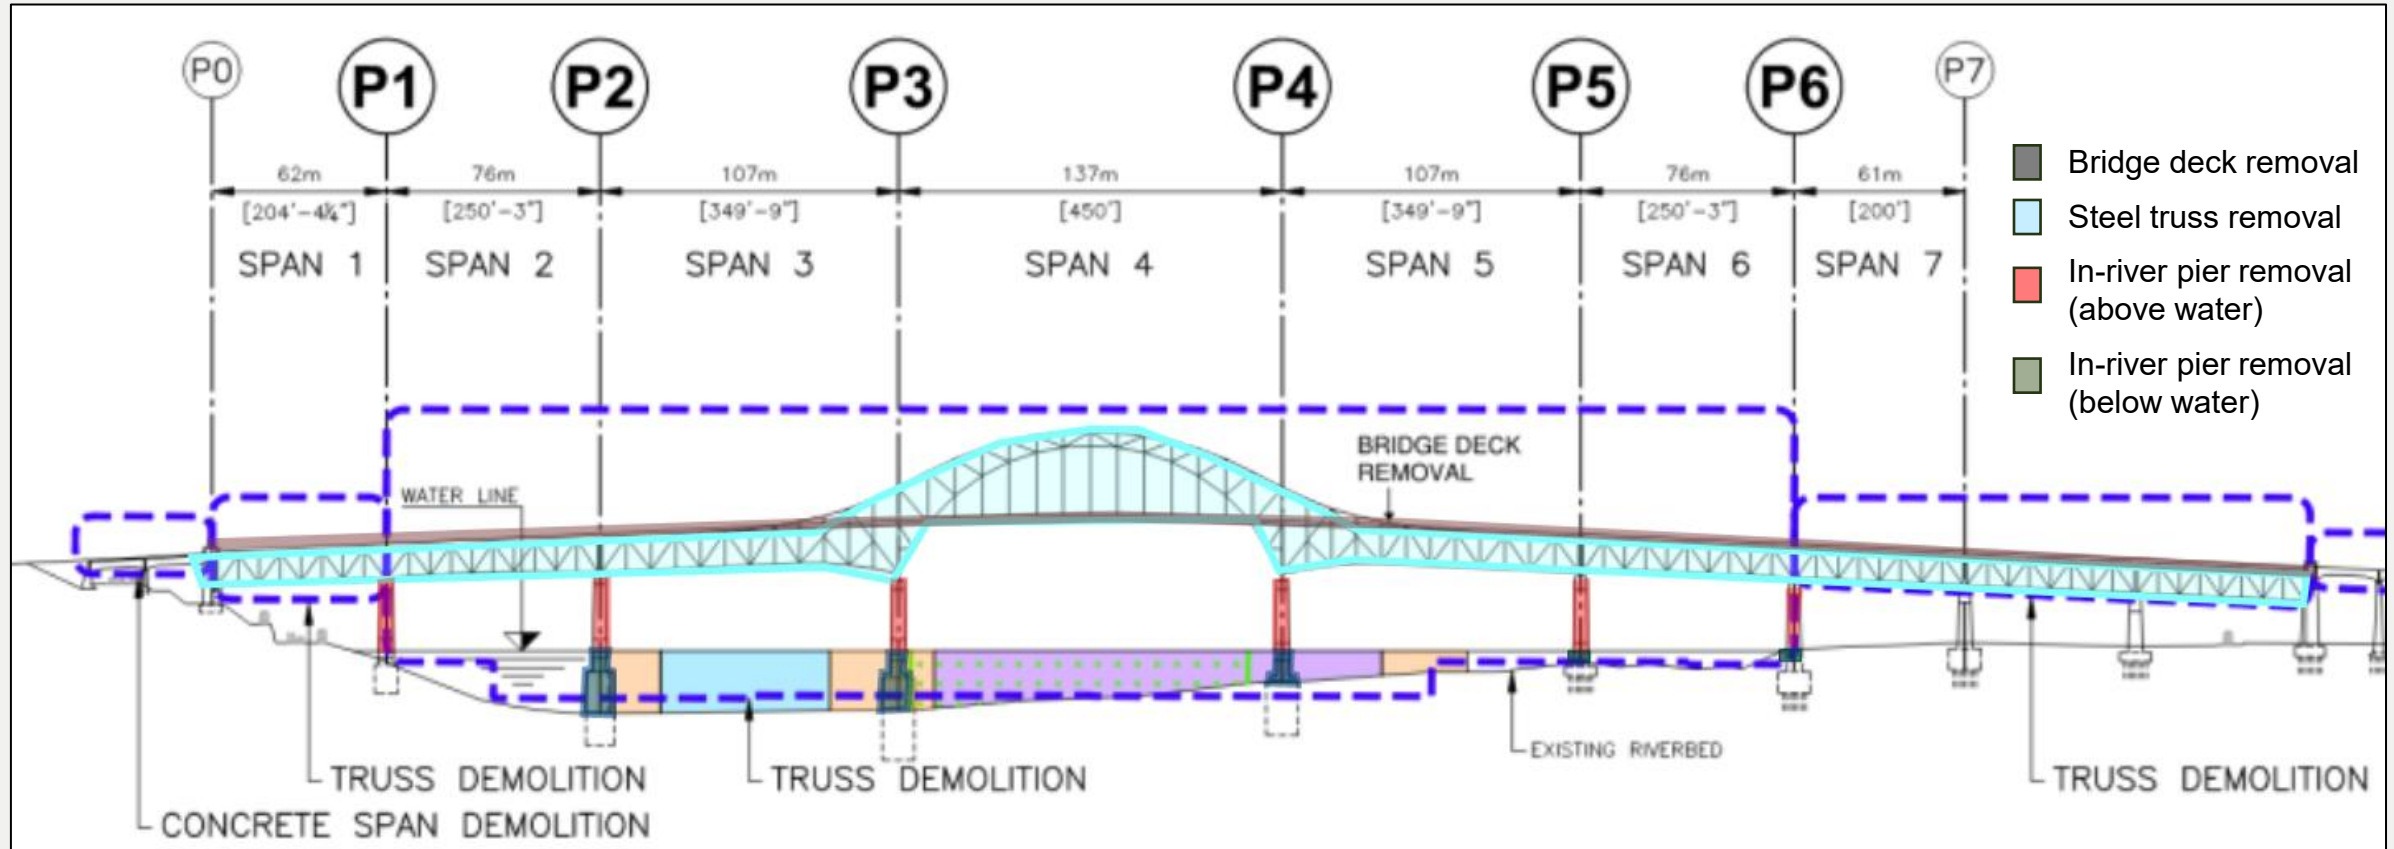 P0
P1
P2
P3
P4
P5
P6
P7
62m
76m
107m
137m
107m
76m
61m
[204'-4¼"]
[250'-3"]
[349'-9"]
[450']
[349'-9"]
[250'-3"]
[200']
SPAN 1
SPAN 2
SPAN 3
SPAN 4
SPAN 5
SPAN 6
SPAN 7
Bridge deck removal
Steel truss removal
In-river pier removal
(above water)
In-river pier removal
(below water)
BRIDGE DECK
REMOVAL
WATER LINE
EXISTING RIVERBED
TRUSS DEMOLITION
TRUSS DEMOLITION
TRUSS DEMOLITION
CONCRETE SPAN DEMOLITION